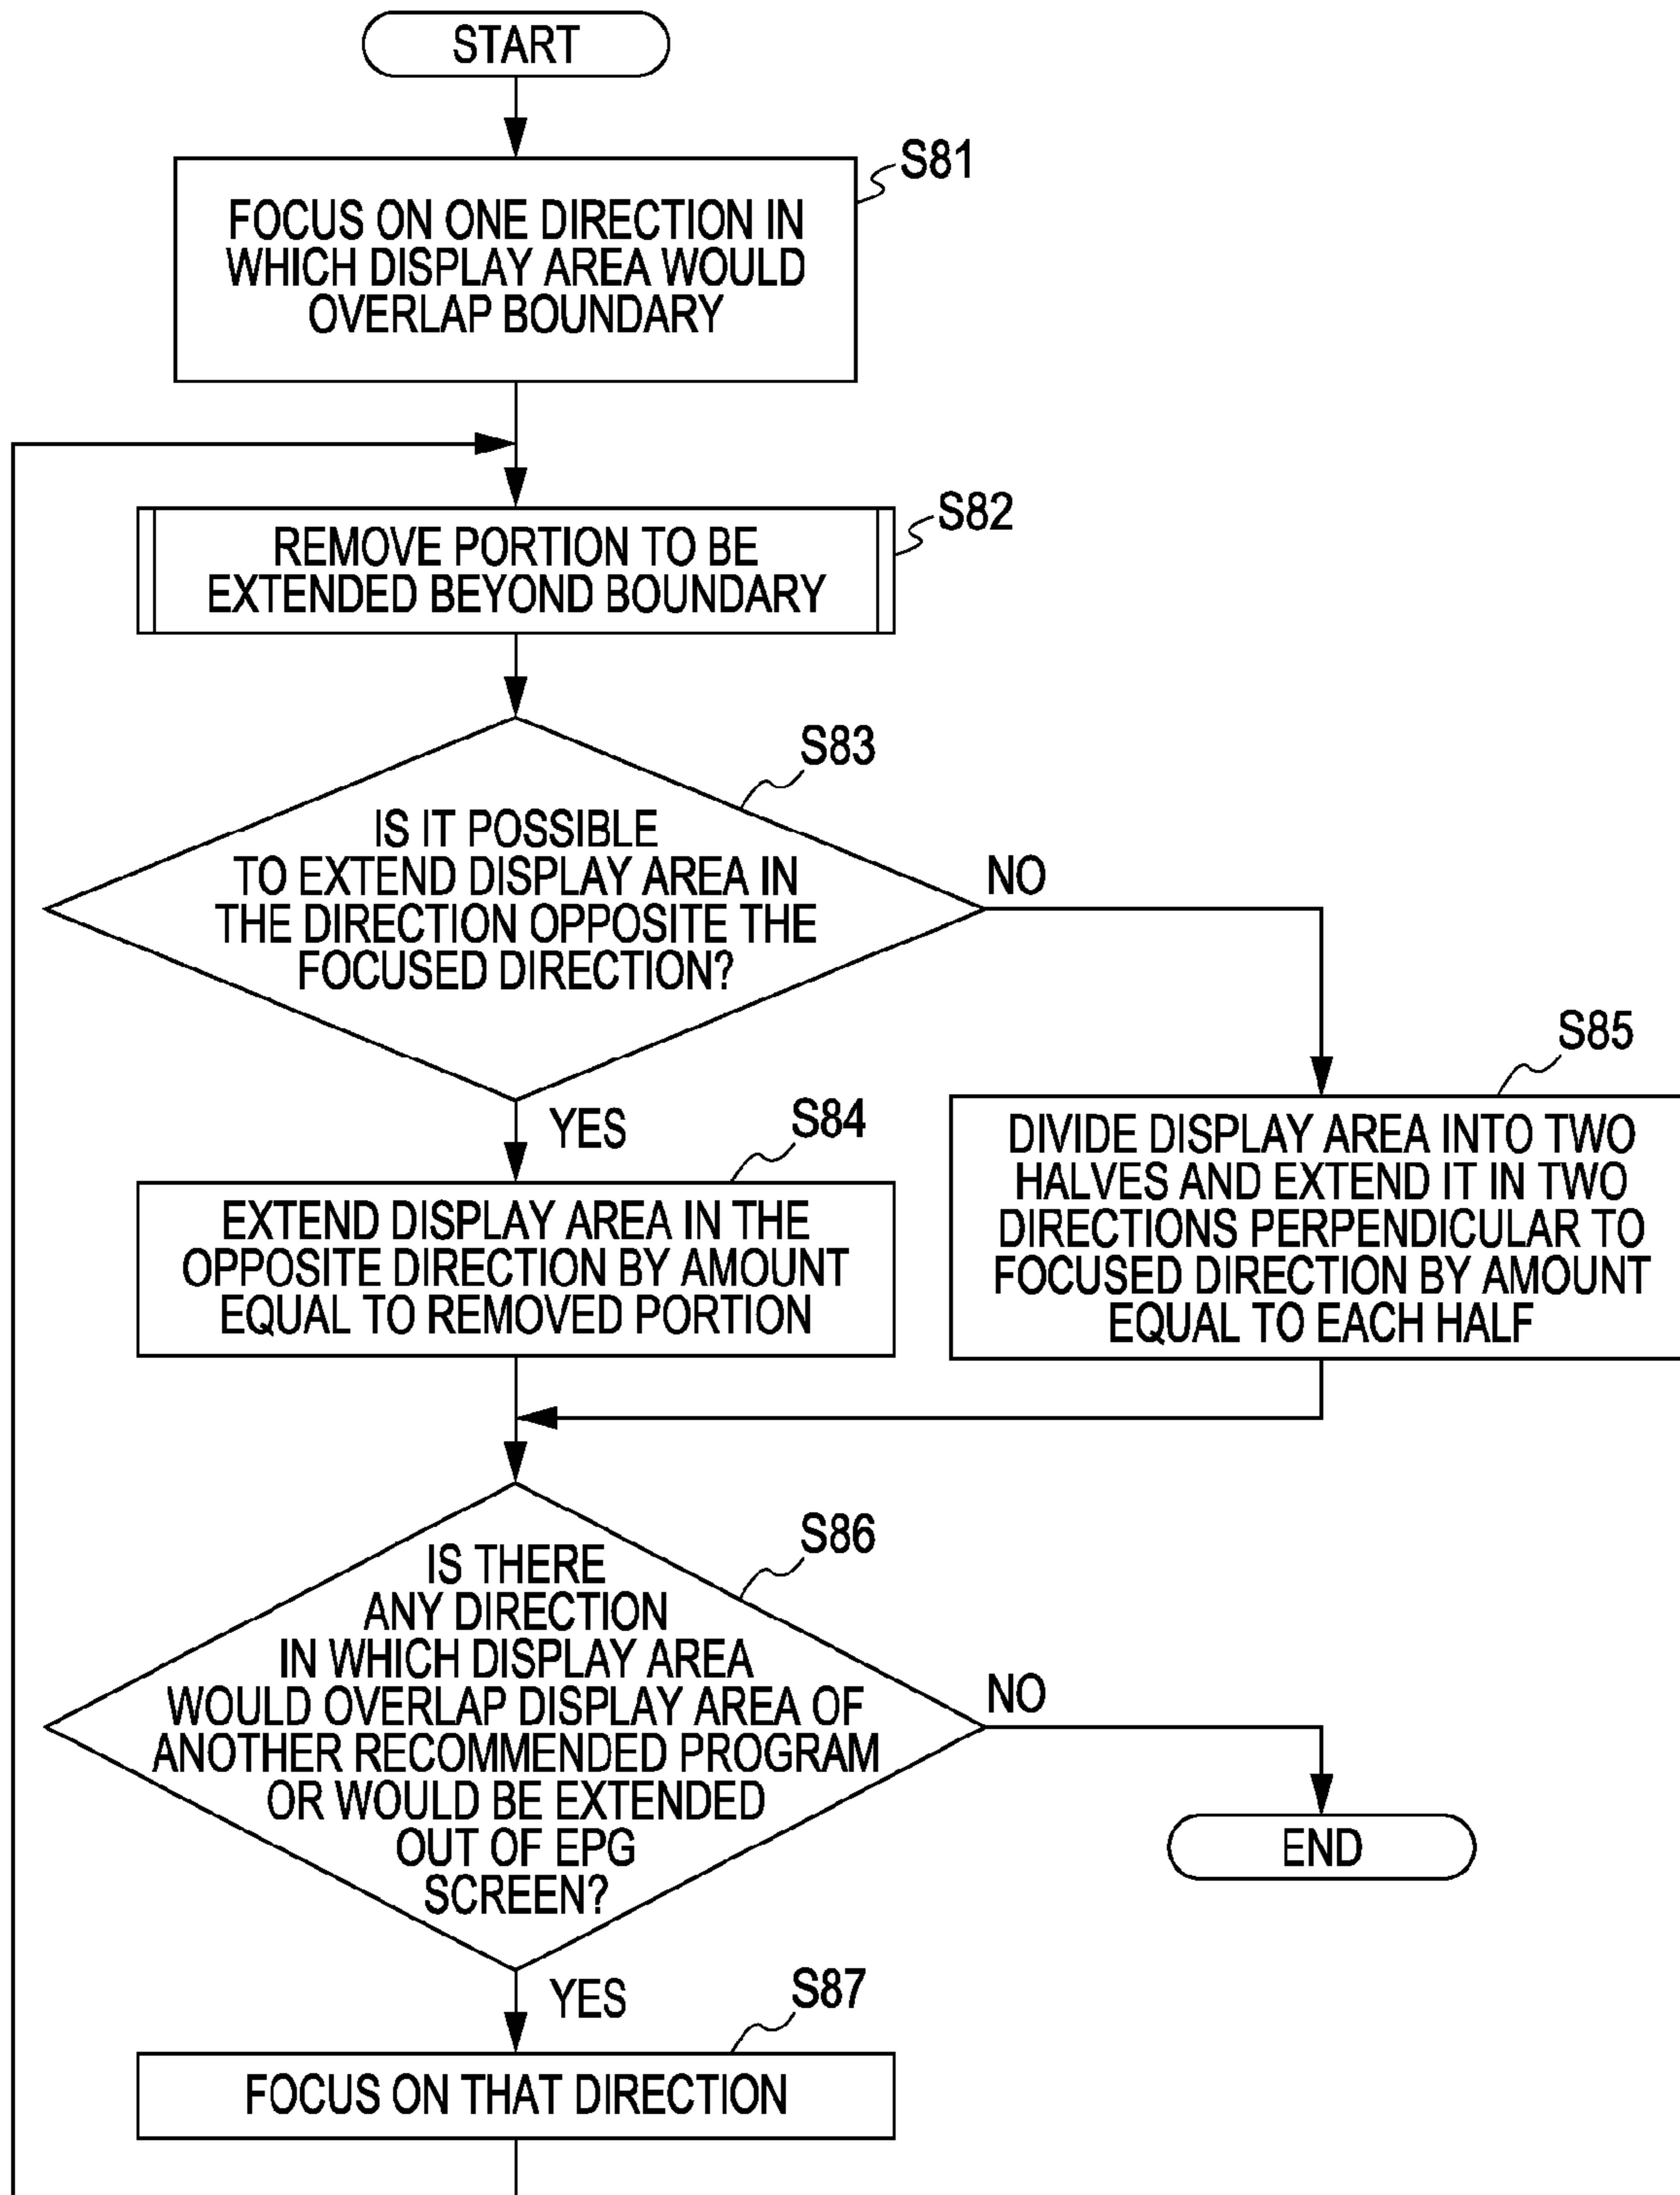 START
S81
FOCUS ON ONE DIRECTION IN
WHICH DISPLAY AREA WOULD
OVERLAP BOUNDARY
S82
REMOVE PORTION TO BE
EXTENDED BEYOND BOUNDARY
S83
IS IT POSSIBLE
TO EXTEND DISPLAY AREA IN
THE DIRECTION OPPOSITE THE
FOCUSED DIRECTION?
NO
YES
S84
EXTEND DISPLAY AREA IN THE
OPPOSITE DIRECTION BY AMOUNT
EQUAL TO REMOVED PORTION
S85
DIVIDE DISPLAY AREA INTO TWO
HALVES AND EXTEND IT IN TWO
DIRECTIONS PERPENDICULAR TO
FOCUSED DIRECTION BY AMOUNT
EQUAL TO EACH HALF
S86
IS THERE
ANY DIRECTION
IN WHICH DISPLAY AREA
WOULD OVERLAP DISPLAY AREA OF
ANOTHER RECOMMENDED PROGRAM
OR WOULD BE EXTENDED
OUT OF EPG
SCREEN?
NO
END
YES
S87
FOCUS ON THAT DIRECTION